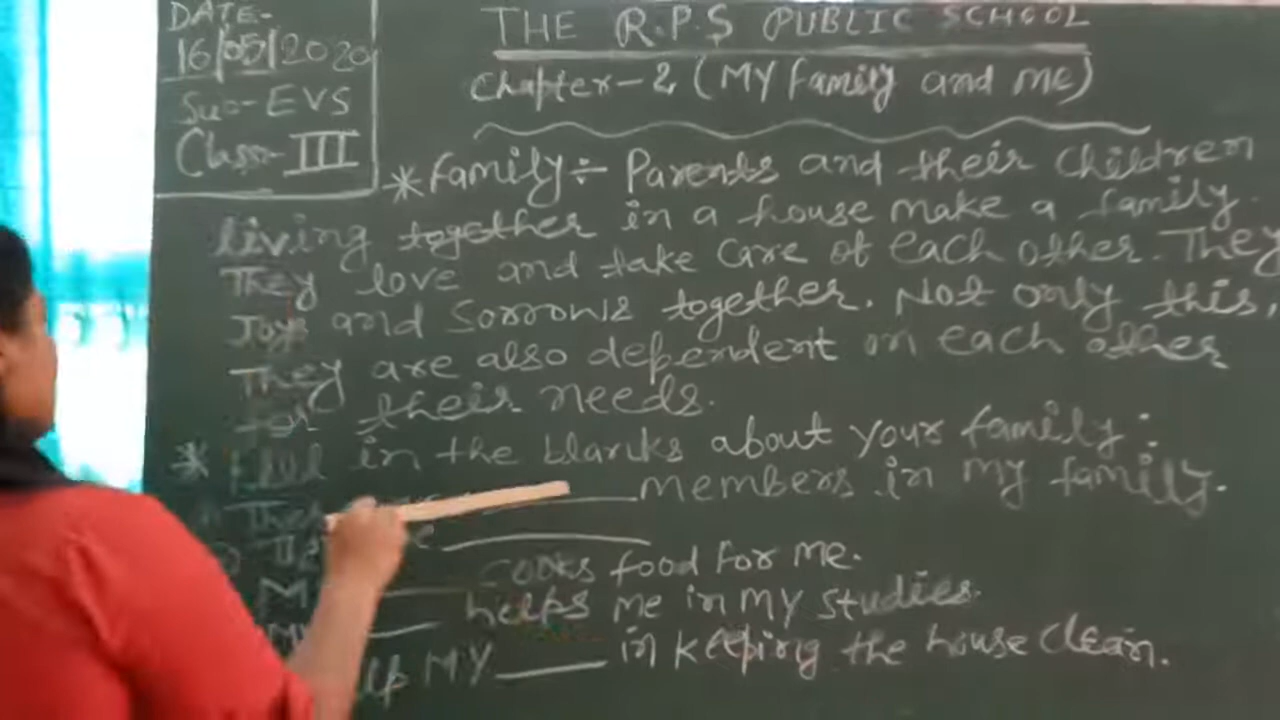 DATE-
16/05/2020
Sub-EVS
Class-III
THE R.P.S PUBLIC SCHOOL
Chapter-2 (My family and me)
* Family:- Parents and their children
living together in a house make a family.
They love and take care of each other. They
Joys and sorrows together. Not only this,
They are also dependent on each other
for their needs.
* Fill in the blanks about your family:
members in my family.
cooks food for me.
helps me in my studies.
My in keeping the house clean.